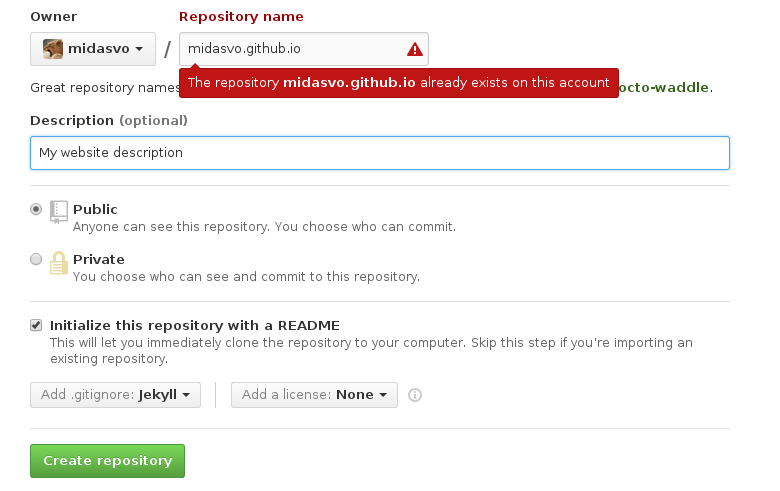 Owner
Repository name
midasvo / midasvo.github.io
The repository midasvo.github.io already exists on this account
Great repository names octo-waddle.
Description (optional)
My website description
Public
Anyone can see this repository. You choose who can commit.
Private
You choose who can see and commit to this repository.
Initialize this repository with a README
This will let you immediately clone the repository to your computer. Skip this step if you're importing an
existing repository.
Add .gitignore: Jekyll
Add a license: None
Create repository